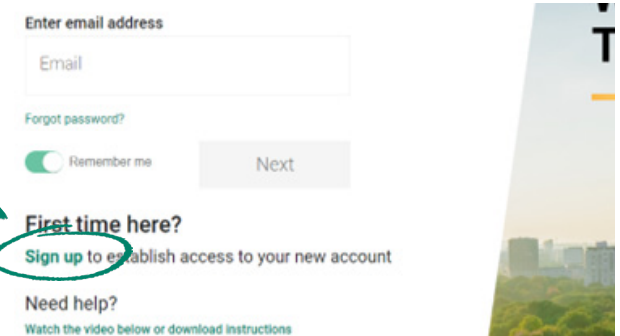 Enter email address
Email
Forgot password?
Remember me
Next
First time here?
Sign up to establish access to your new account
Need help?
Watch the video below or download instructions
T